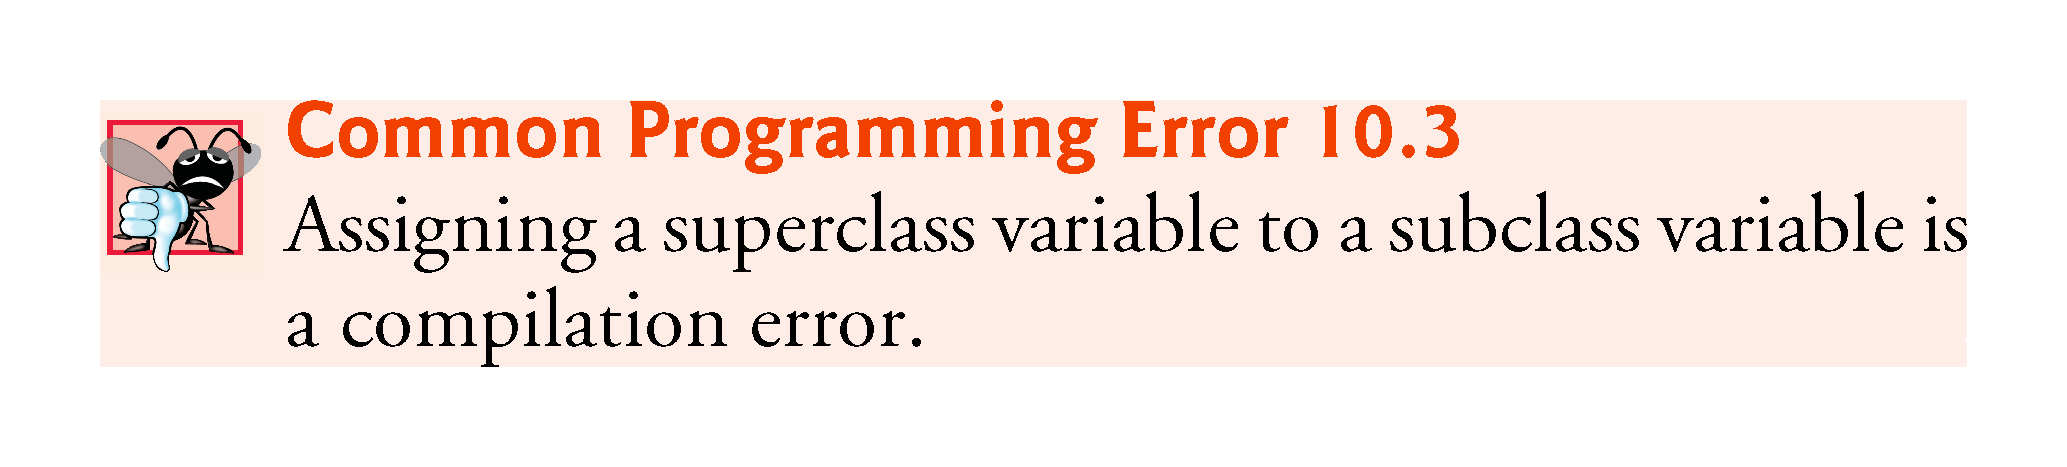 Common Programming Error 10.3
Assigning a superclass variable to a subclass variable is
a compilation error.